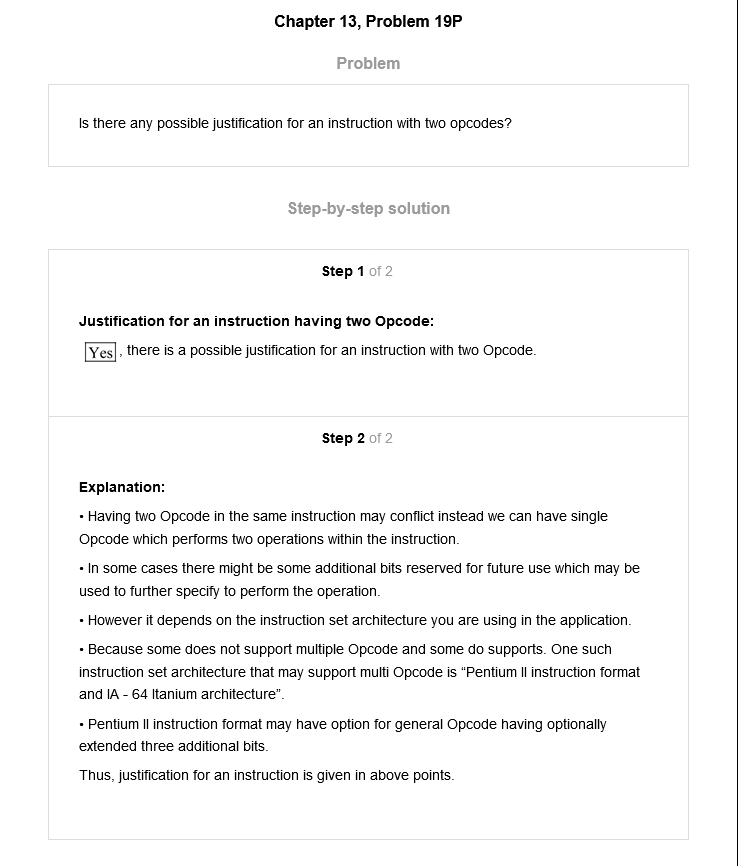 Chapter 13, Problem 19P
Problem
Is there any possible justification for an instruction with two opcodes?
Step-by-step solution
Step 1 of 2
Justification for an instruction having two Opcode:
Yes , there is a possible justification for an instruction with two Opcode.
Step 2 of 2
Explanation:
• Having two Opcode in the same instruction may conflict instead we can have single
Opcode which performs two operations within the instruction.
• In some cases there might be some additional bits reserved for future use which may be
used to further specify to perform the operation.
• However it depends on the instruction set architecture you are using in the application.
• Because some does not support multiple Opcode and some do supports. One such
instruction set architecture that may support multi Opcode is “Pentium II instruction format
and IA - 64 Itanium architecture”.
• Pentium II instruction format may have option for general Opcode having optionally
extended three additional bits.
Thus, justification for an instruction is given in above points.